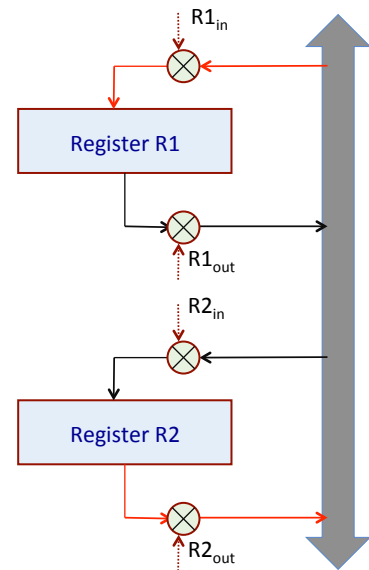 R1in
Register R1
R1out
R2in
Register R2
R2out